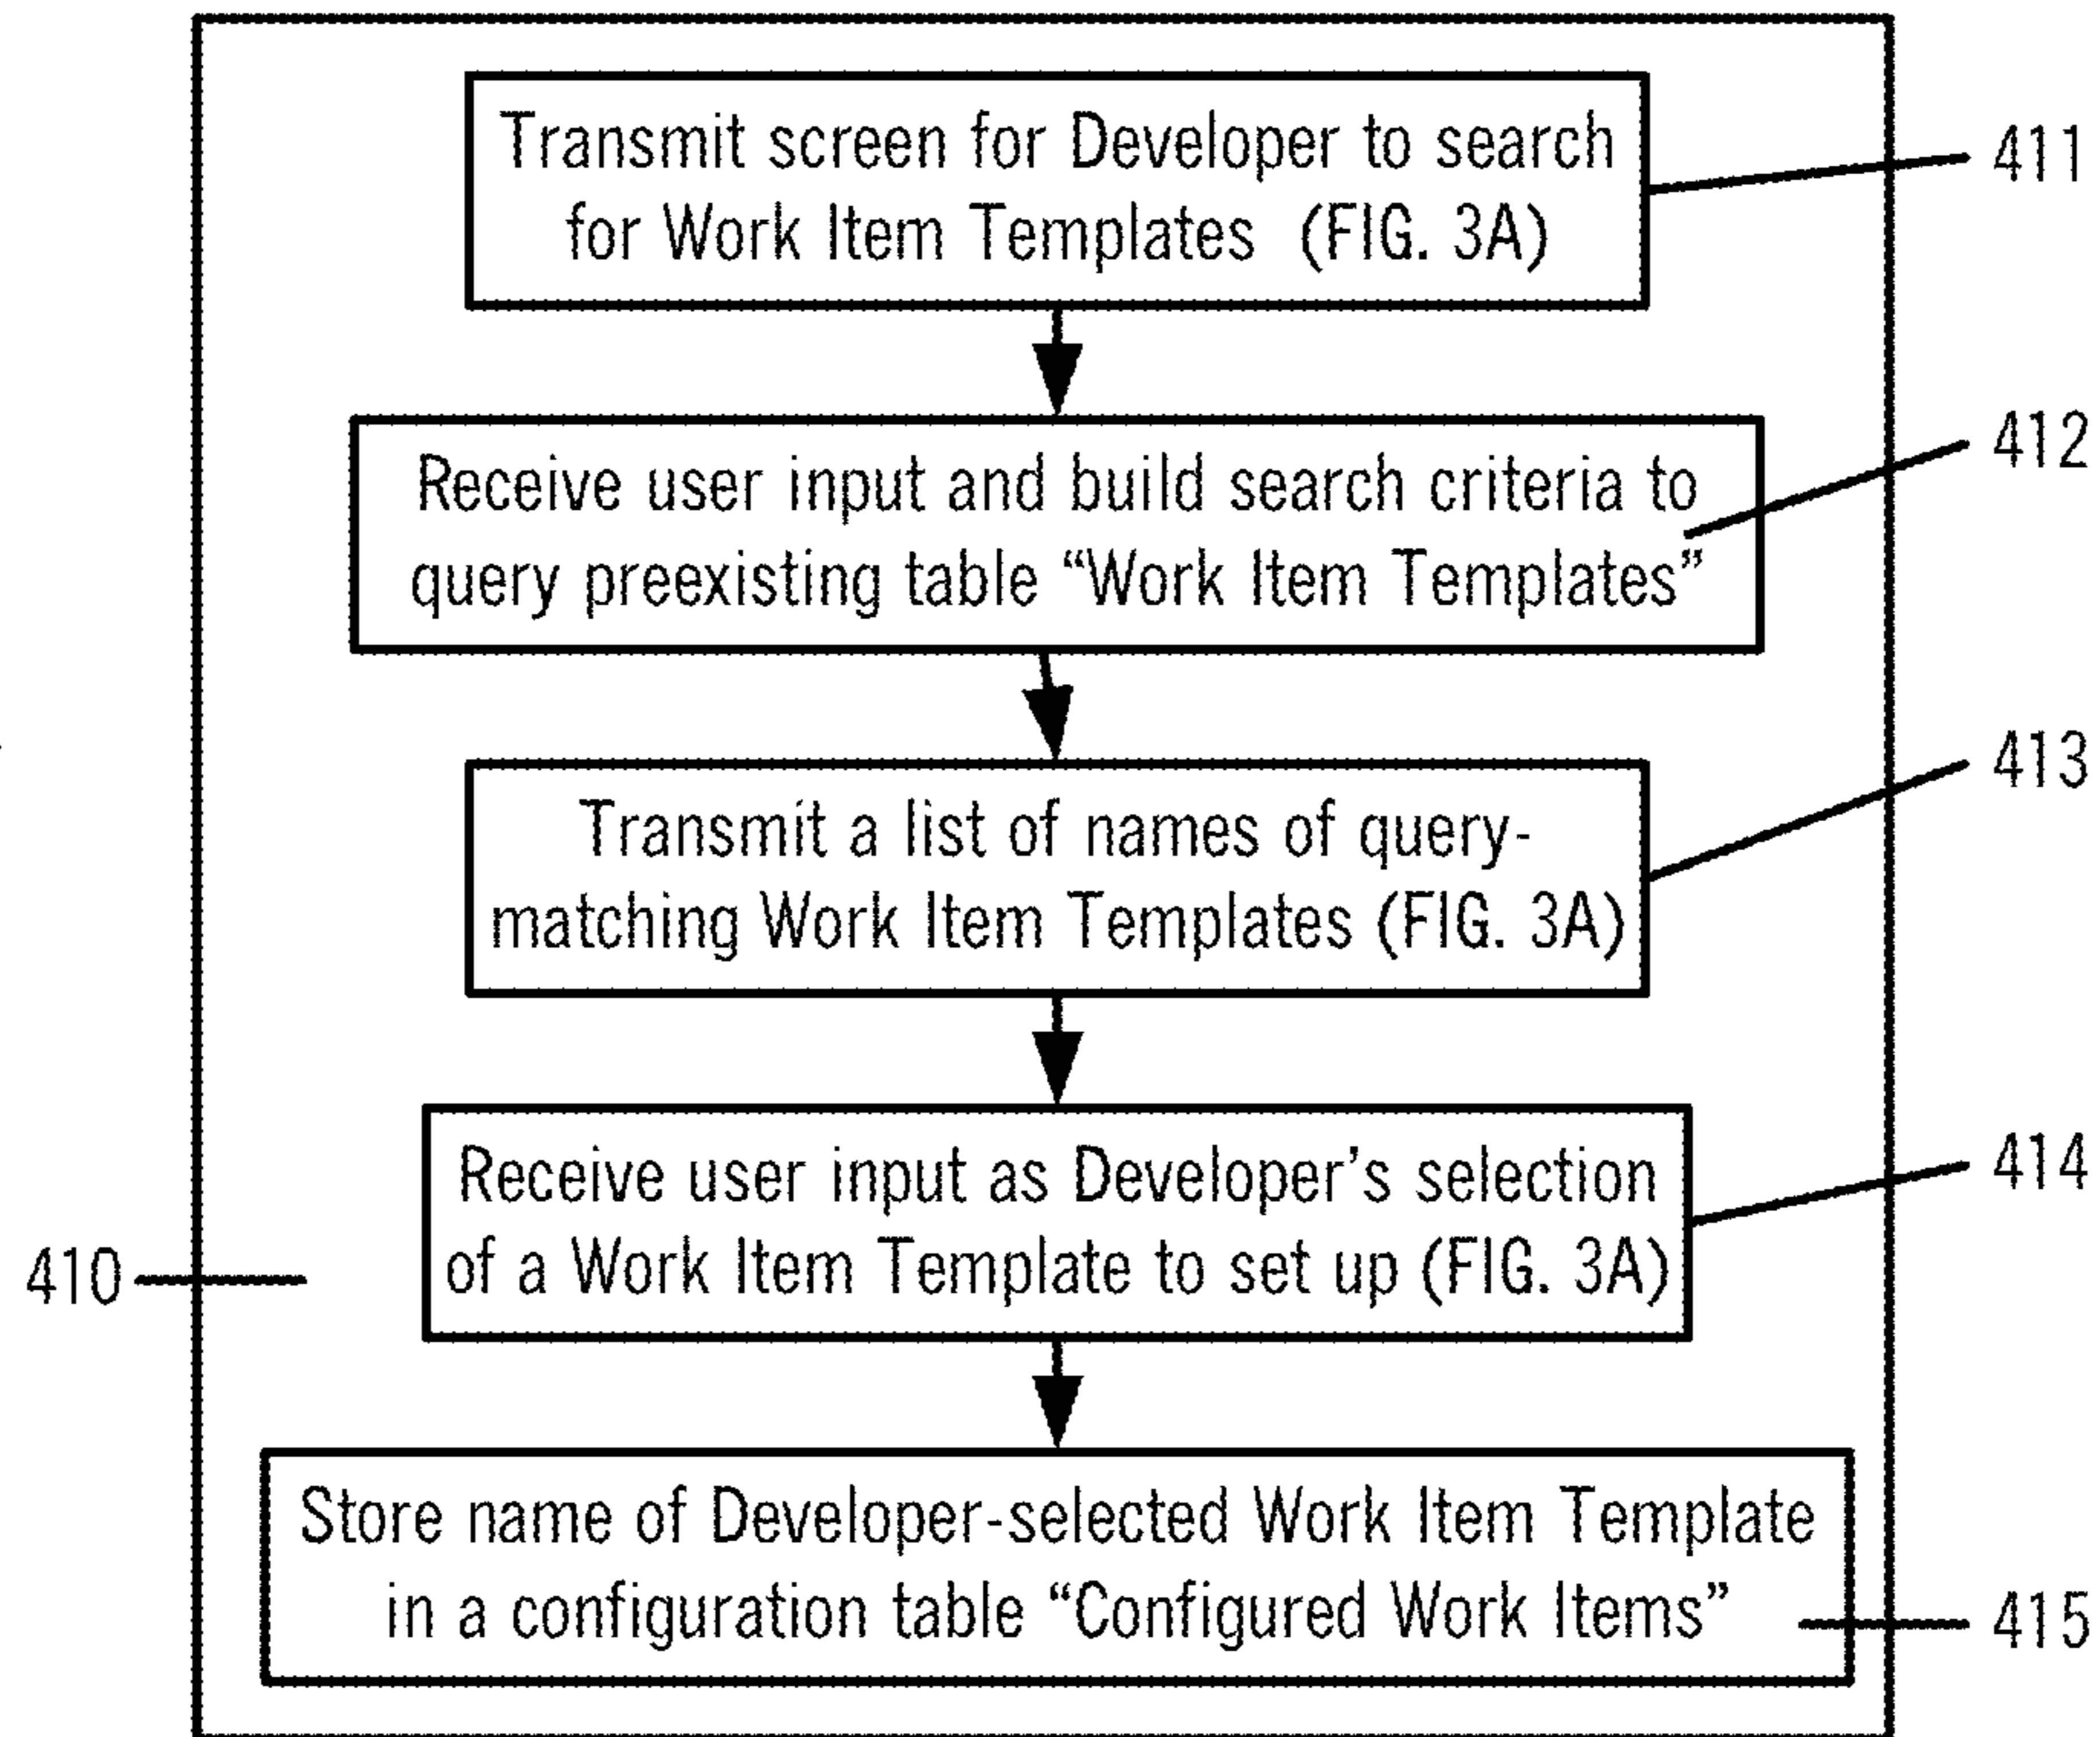 Transmit screen for Developer to search
for Work Item Templates (FIG. 3A)
411
Receive user input and build search criteria to
query preexisting table “Work Item Templates”
412
Transmit a list of names of query-
matching Work Item Templates (FIG. 3A)
413
Receive user input as Developer’s selection
of a Work Item Template to set up (FIG. 3A)
414
410
Store name of Developer-selected Work Item Template
in a configuration table “Configured Work Items”
415